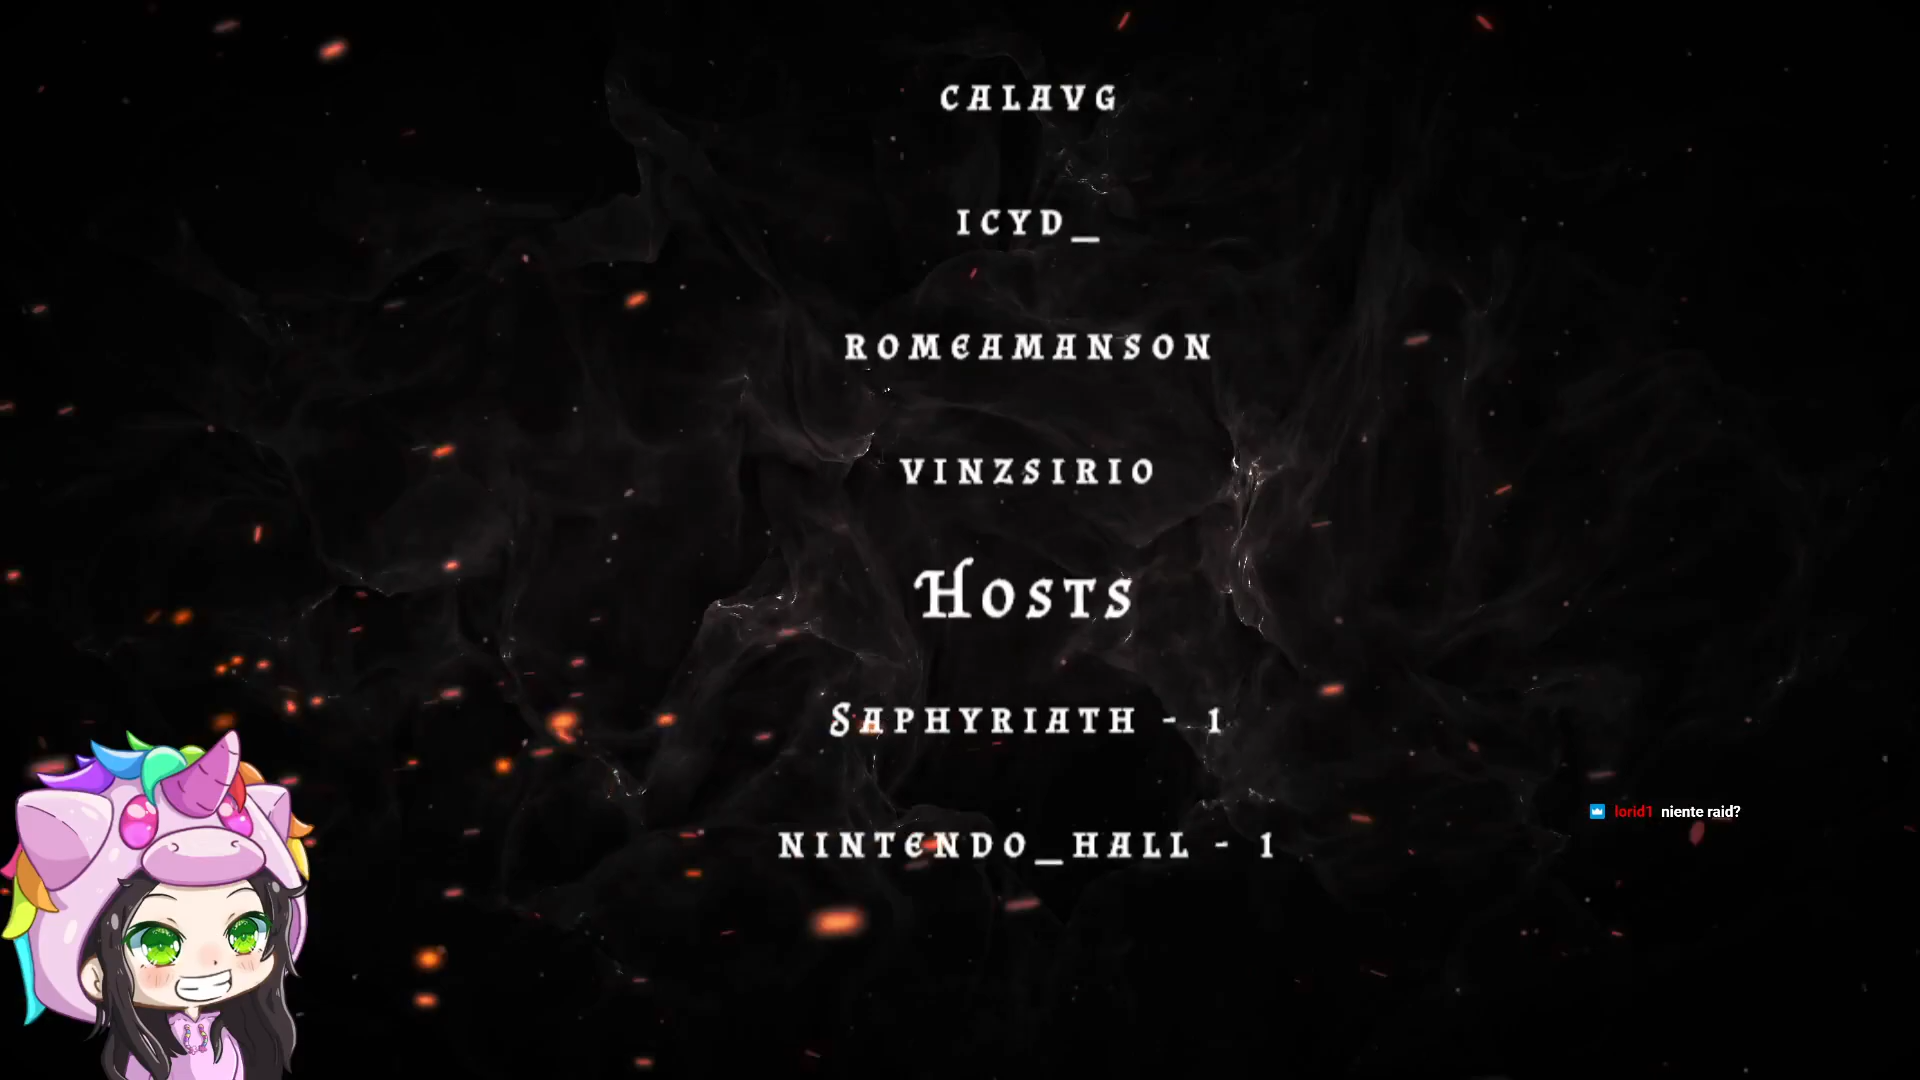 CALAVG
ICYD_
ROMEAMANSON
VINZSIRIO
Hosts
SAPHYRIATH - 1
NINTENDO_HALL - 1
lorid1 niente raid?